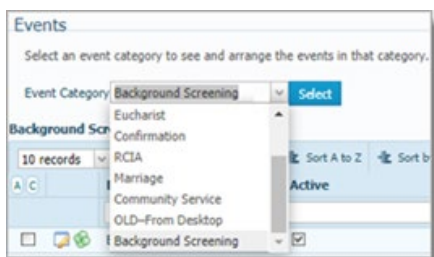 Events
Select an event category to see and arrange the events in that category.
Event Category Background Screening Select
Eucharist
Background Scr
Confirmation
10 records RCIA Sort A to Z Sort b
Marriage
A C Active
Community Service
OLD–From Desktop
Background Screening